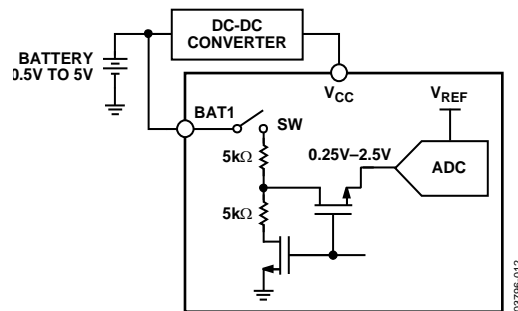 DC-DC
CONVERTER
BATTERY
0.5V TO 5V
VCC
VREF
BAT1
SW
5kΩ
0.25V–2.5V
ADC
5kΩ
03796-012